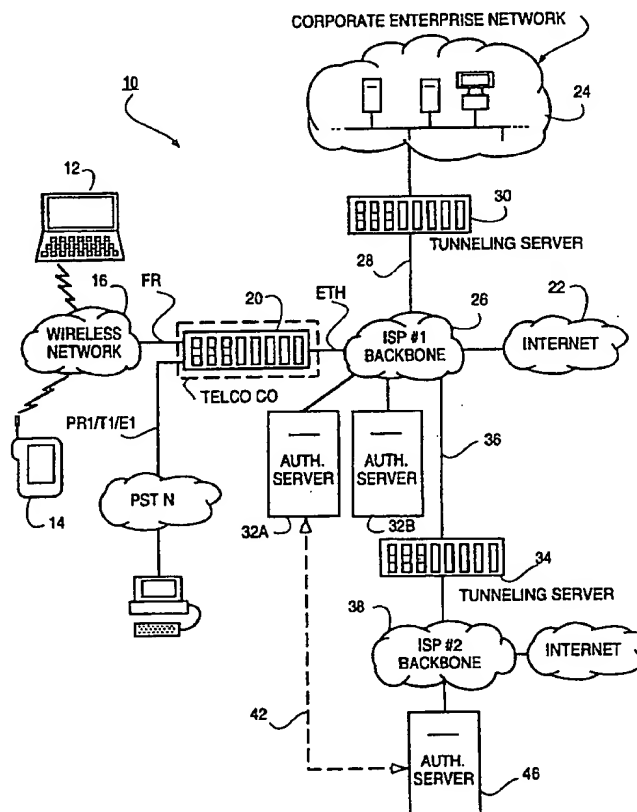 CORPORATE ENTERPRISE NETWORK
10
24
12
30
TUNNELING SERVER
28
16
FR
20
ETH
26
22
WIRELESS
NETWORK
ISP #1
BACKBONE
INTERNET
TELCO CO
PR1/T1/E1
36
14
PST N
AUTH.
SERVER
AUTH.
SERVER
32A
32B
34
TUNNELING SERVER
38
ISP #2
BACKBONE
INTERNET
42
AUTH.
SERVER
46